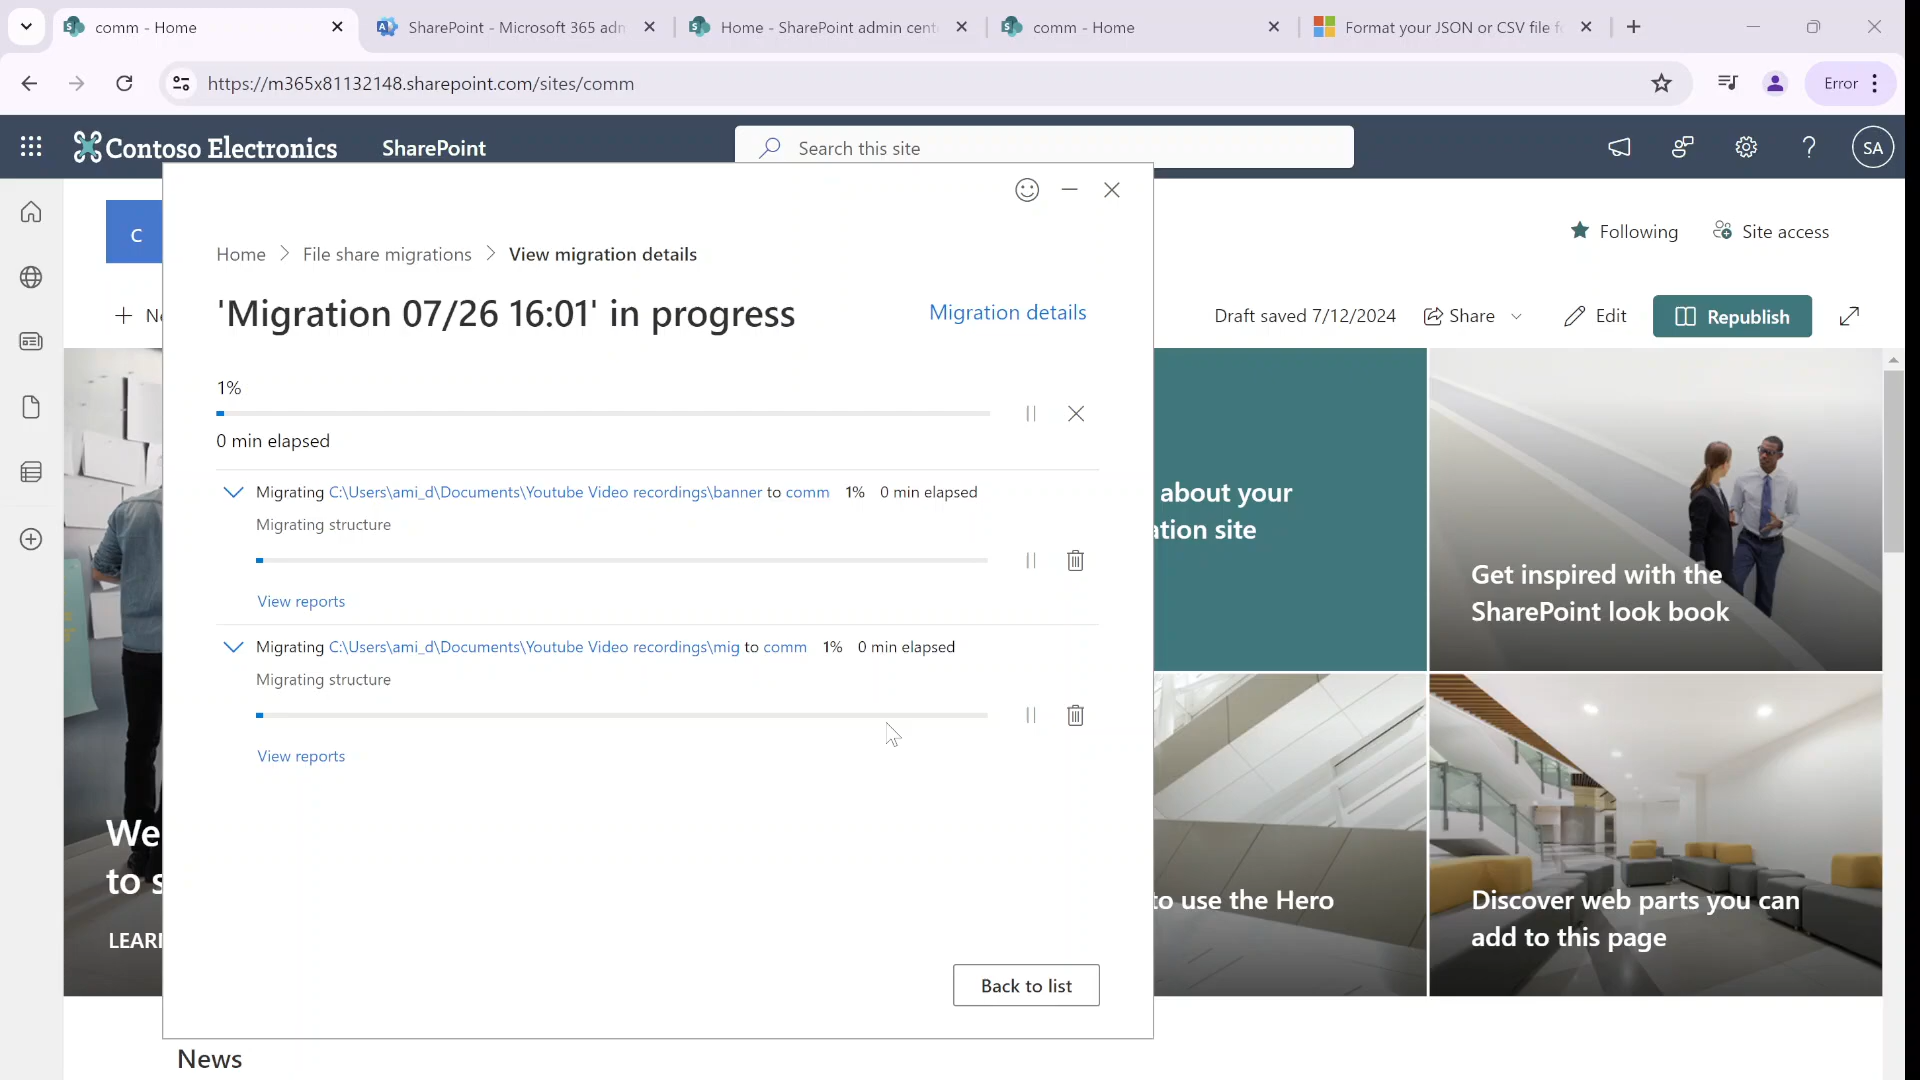 comm - Home
SharePoint - Microsoft 365 adm
Home - SharePoint admin cent
comm - Home
Format your JSON or CSV file f
https://m365x81132148.sharepoint.com/sites/comm
Error
Contoso Electronics
SharePoint
Search this site
SA
C
Following
Site access
Home > File share migrations > View migration details
'Migration 07/26 16:01' in progress
Migration details
Draft saved 7/12/2024
Share
Edit
Republish
1%
0 min elapsed
Migrating C:\Users\ami_d\Documents\Youtube Video recordings\banner to comm 1% 0 min elapsed
Migrating structure
View reports
Migrating C:\Users\ami_d\Documents\Youtube Video recordings\mig to comm 1% 0 min elapsed
Migrating structure
View reports
Back to list
about your
Get inspired with the
SharePoint look book
We
to s
LEARI
to use the Hero
Discover web parts you can
add to this page
News